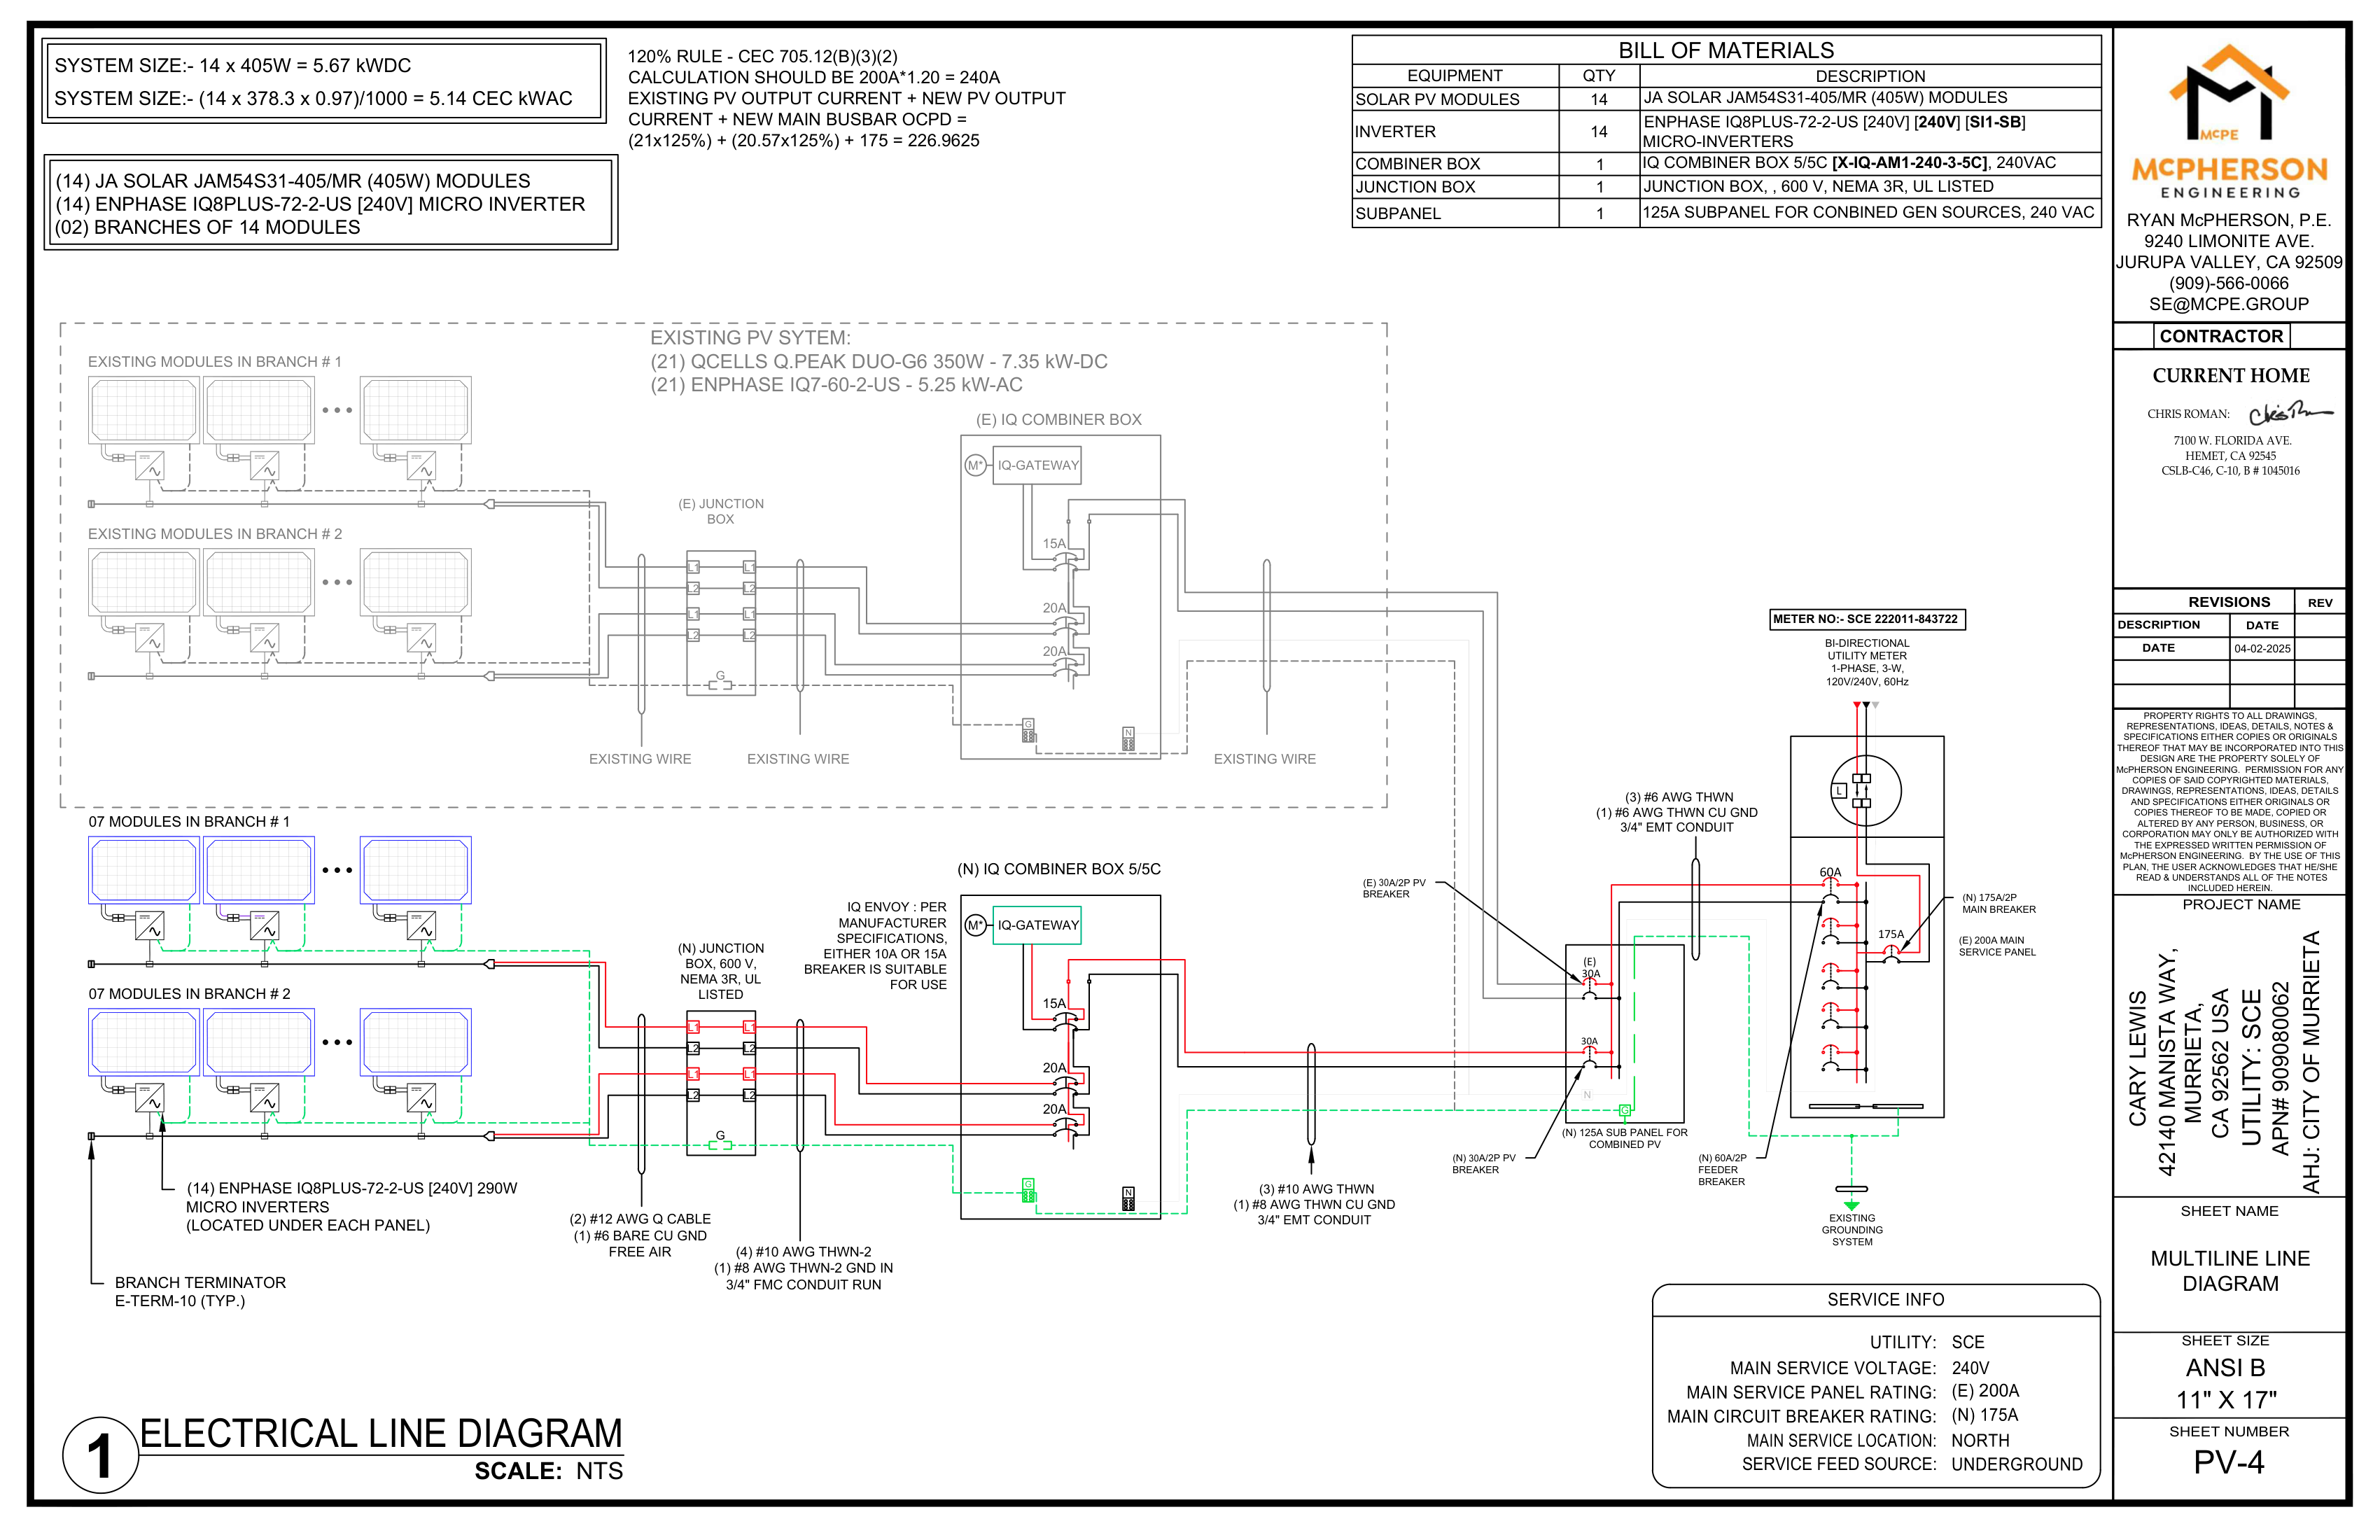 SYSTEM SIZE:- 14 x 405W = 5.67 kWDC
SYSTEM SIZE:- (14 x 378.3 x 0.97)/1000 = 5.14 CEC kWAC
(14) JA SOLAR JAM54S31-405/MR (405W) MODULES
(14) ENPHASE IQ8PLUS-72-2-US [240V] MICRO INVERTER
(02) BRANCHES OF 14 MODULES
120% RULE - CEC 705.12(B)(3)(2)
CALCULATION SHOULD BE 200A*1.20 = 240A
EXISTING PV OUTPUT CURRENT + NEW PV OUTPUT
CURRENT + NEW MAIN BUSBAR OCPD =
(21x125%) + (20.57x125%) + 175 = 226.9625
BILL OF MATERIALS
EQUIPMENT QTY DESCRIPTION
SOLAR PV MODULES 14 JA SOLAR JAM54S31-405/MR (405W) MODULES
INVERTER 14 ENPHASE IQ8PLUS-72-2-US [240V] [240V] [SI1-SB]
MICRO-INVERTERS
COMBINER BOX 1 IQ COMBINER BOX 5/5C [X-IQ-AM1-240-3-5C], 240VAC
JUNCTION BOX 1 JUNCTION BOX, , 600 V, NEMA 3R, UL LISTED
SUBPANEL 1 125A SUBPANEL FOR CONBINED GEN SOURCES, 240 VAC
EXISTING PV SYTEM:
(21) QCELLS Q.PEAK DUO-G6 350W - 7.35 kW-DC
(21) ENPHASE IQ7-60-2-US - 5.25 kW-AC
EXISTING MODULES IN BRANCH # 1
EXISTING MODULES IN BRANCH # 2
(E) JUNCTION
BOX
L1 L1
L2 L2
L1 L1
L2 L2
G
(E) IQ COMBINER BOX
M* IQ-GATEWAY
15A
20A
20A
G
N
EXISTING WIRE
EXISTING WIRE
EXISTING WIRE
07 MODULES IN BRANCH # 1
07 MODULES IN BRANCH # 2
(14) ENPHASE IQ8PLUS-72-2-US [240V] 290W
MICRO INVERTERS
(LOCATED UNDER EACH PANEL)
BRANCH TERMINATOR
E-TERM-10 (TYP.)
(N) JUNCTION
BOX, 600 V,
NEMA 3R, UL
LISTED
L1 L1
L2 L2
L1 L1
L2 L2
G
(2) #12 AWG Q CABLE
(1) #6 BARE CU GND
FREE AIR
(4) #10 AWG THWN-2
(1) #8 AWG THWN-2 GND IN
3/4" FMC CONDUIT RUN
IQ ENVOY : PER
MANUFACTURER
SPECIFICATIONS,
EITHER 10A OR 15A
BREAKER IS SUITABLE
FOR USE
(N) IQ COMBINER BOX 5/5C
M* IQ-GATEWAY
15A
20A
20A
G
N
(3) #10 AWG THWN
(1) #8 AWG THWN CU GND
3/4" EMT CONDUIT
(E) 30A/2P PV
BREAKER
(3) #6 AWG THWN
(1) #6 AWG THWN CU GND
3/4" EMT CONDUIT
(E)
30A
30A
N
G
(N) 125A SUB PANEL FOR
COMBINED PV
(N) 30A/2P PV
BREAKER
(N) 60A/2P
FEEDER
BREAKER
METER NO:- SCE 222011-843722
BI-DIRECTIONAL
UTILITY METER
1-PHASE, 3-W,
120V/240V, 60Hz
L
60A
175A
(N) 175A/2P
MAIN BREAKER
(E) 200A MAIN
SERVICE PANEL
EXISTING
GROUNDING
SYSTEM
SERVICE INFO
UTILITY: SCE
MAIN SERVICE VOLTAGE: 240V
MAIN SERVICE PANEL RATING: (E) 200A
MAIN CIRCUIT BREAKER RATING: (N) 175A
MAIN SERVICE LOCATION: NORTH
SERVICE FEED SOURCE: UNDERGROUND
1
ELECTRICAL LINE DIAGRAM
SCALE: NTS
McPE
McPHERSON
ENGINEERING
RYAN McPHERSON, P.E.
9240 LIMONITE AVE.
JURUPA VALLEY, CA 92509
(909)-566-0066
SE@MCPE.GROUP
CONTRACTOR
CURRENT HOME
CHRIS ROMAN:
7100 W. FLORIDA AVE.
HEMET, CA 92545
CSLB-C46, C-10, B # 1045016
REVISIONS REV
DESCRIPTION DATE
DATE 04-02-2025
PROPERTY RIGHTS TO ALL DRAWINGS,
REPRESENTATIONS, IDEAS, DETAILS, NOTES &
SPECIFICATIONS EITHER COPIES OR ORIGINALS
THEREOF THAT MAY BE INCORPORATED INTO THIS
DESIGN ARE THE PROPERTY SOLELY OF
McPHERSON ENGINEERING. PERMISSION FOR ANY
COPIES OF SAID COPYRIGHTED MATERIALS,
DRAWINGS, REPRESENTATIONS, IDEAS, DETAILS
AND SPECIFICATIONS EITHER ORIGINALS OR
COPIES THEREOF TO BE MADE, COPIED OR
ALTERED BY ANY PERSON, BUSINESS, OR
CORPORATION MAY ONLY BE AUTHORIZED WITH
THE EXPRESSED WRITTEN PERMISSION OF
McPHERSON ENGINEERING. BY THE USE OF THIS
PLAN, THE USER ACKNOWLEDGES THAT HE/SHE
READ & UNDERSTANDS ALL OF THE NOTES
INCLUDED HEREIN.
PROJECT NAME
CARY LEWIS
42140 MANISTA WAY,
MURRIETA,
CA 92562 USA
UTILITY: SCE
APN# 909080062
AHJ: CITY OF MURRIETA
SHEET NAME
MULTILINE LINE
DIAGRAM
SHEET SIZE
ANSI B
11" X 17"
SHEET NUMBER
PV-4